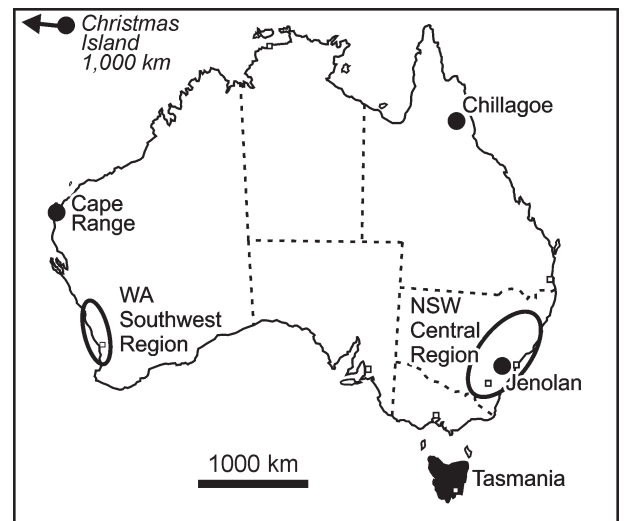 Christmas
Island
1,000 km
Chillagoe
Cape
Range
WA
Southwest
Region
NSW
Central
Region
Jenolan
1000 km
Tasmania